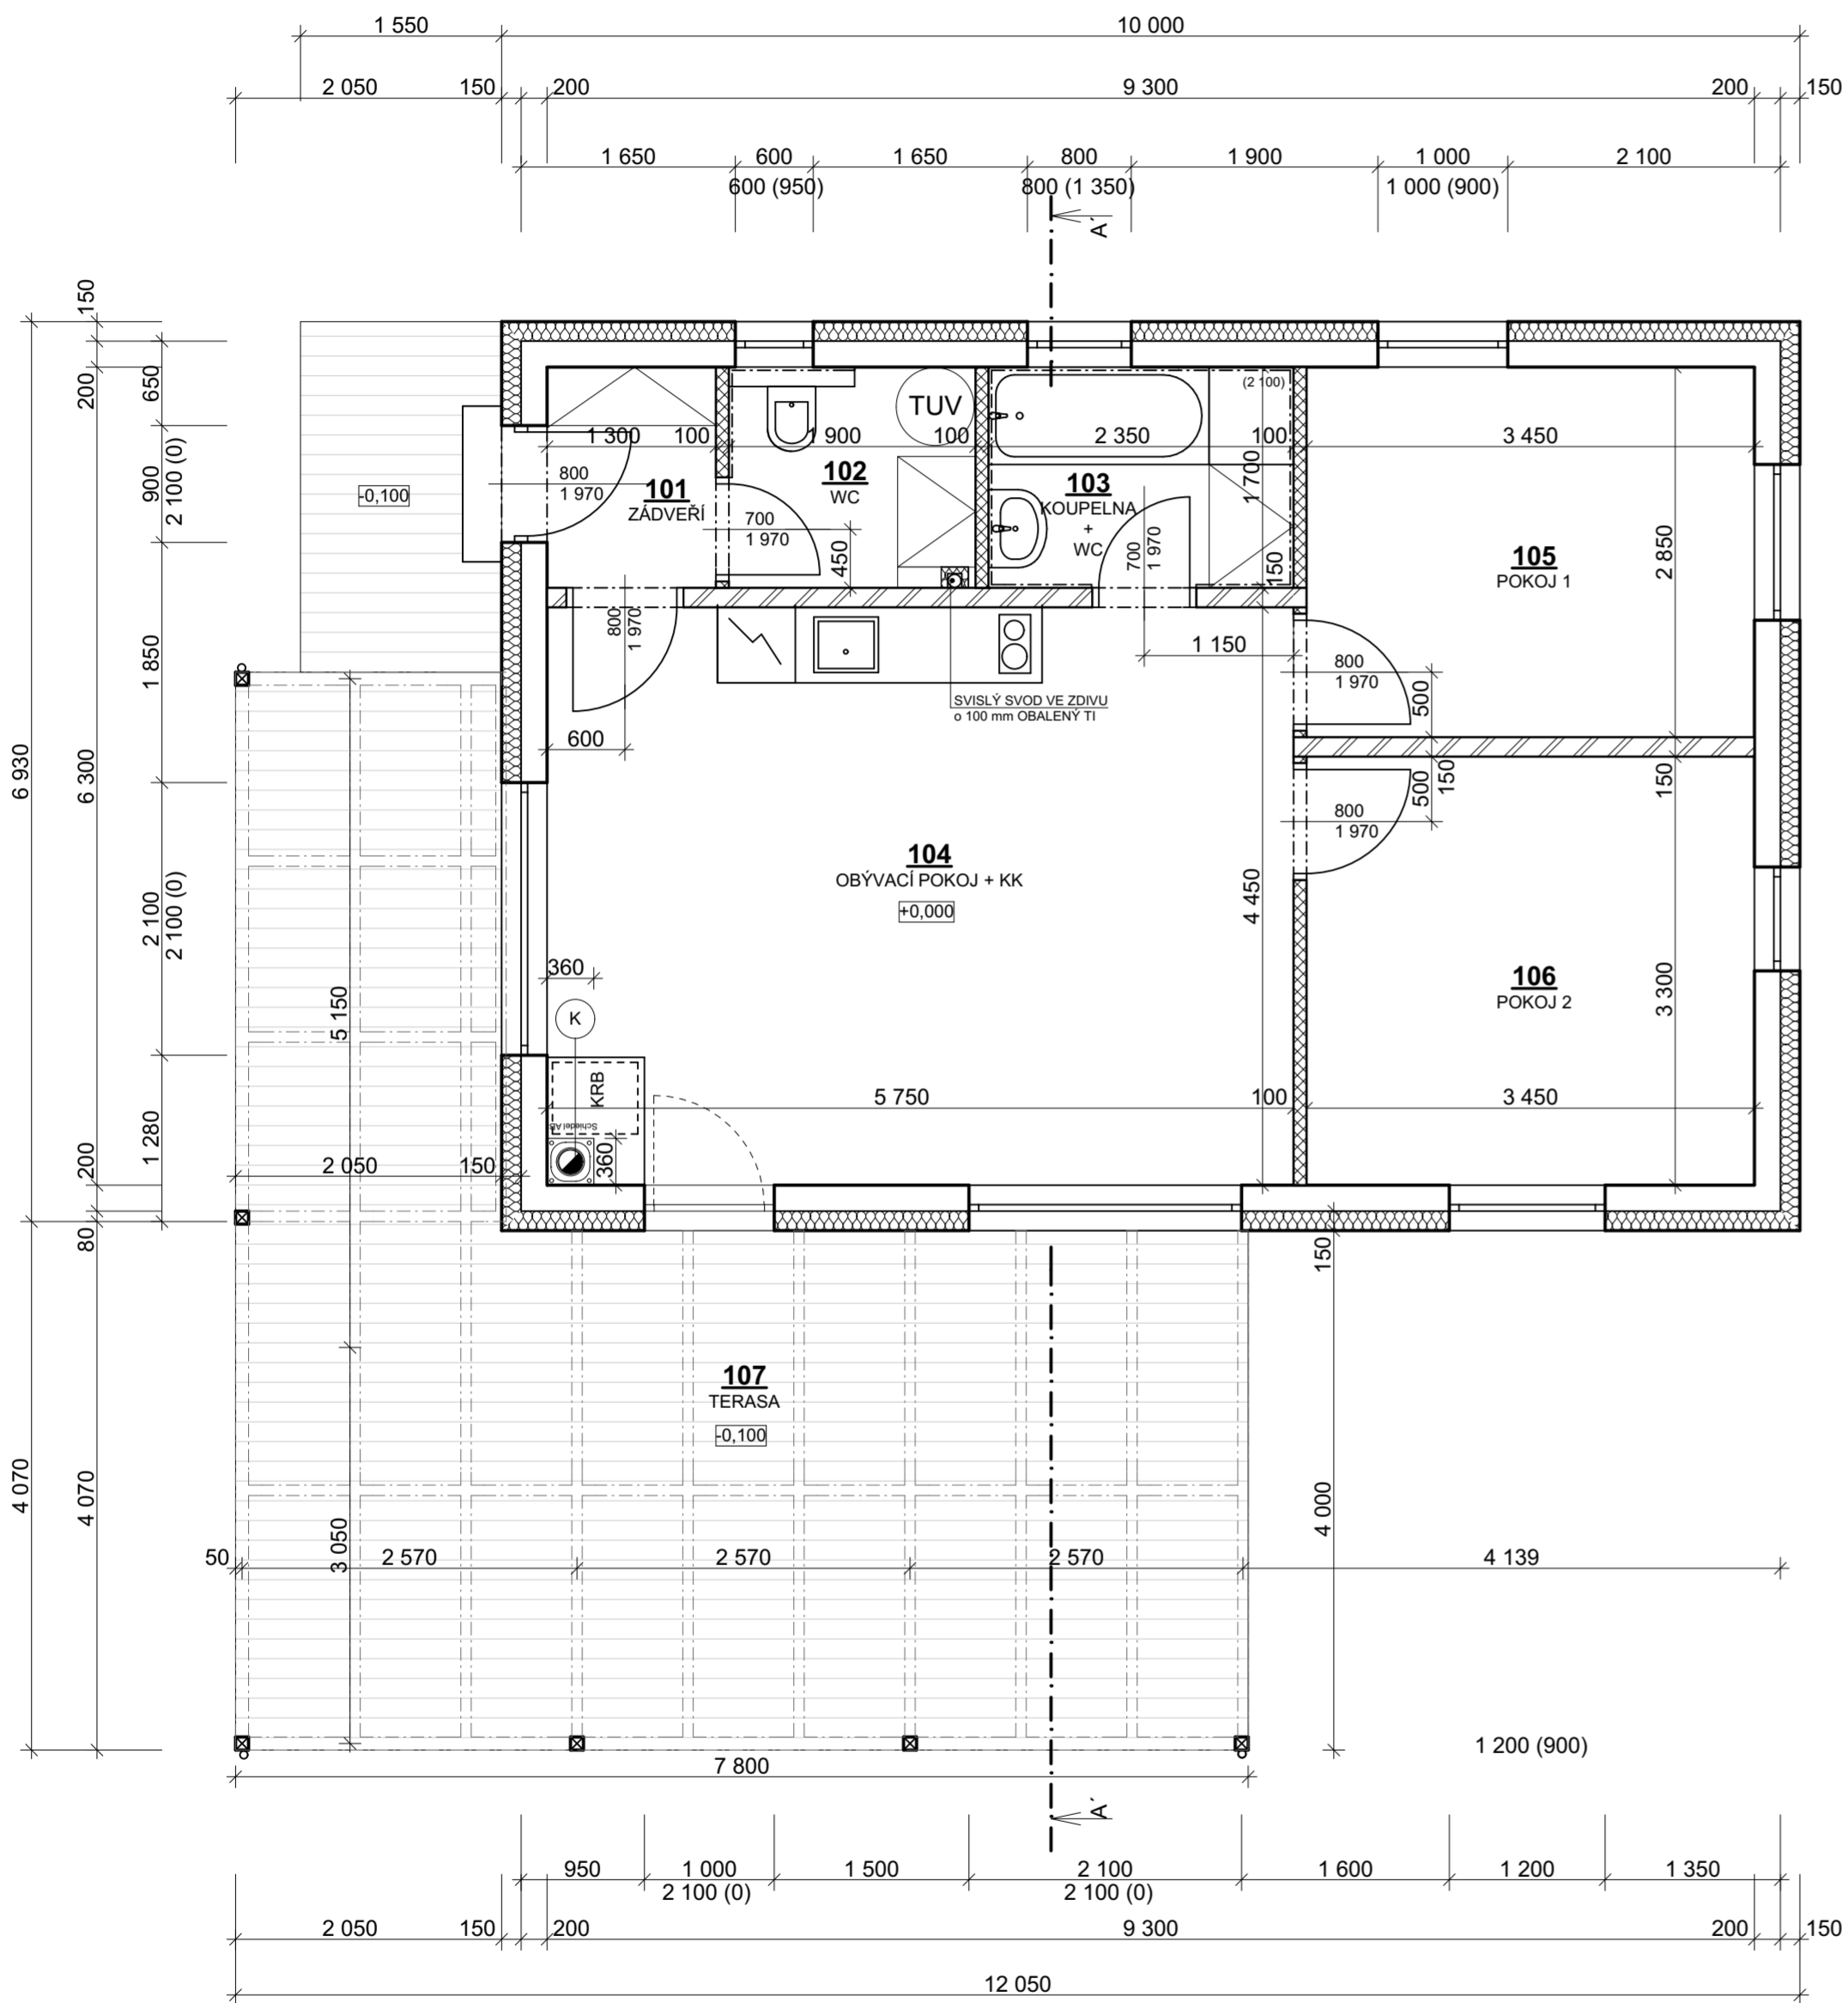 1 550 10 000
2 050 150 200 9 300 200 150
1 650 600 1 650 800 1 900 1 000 2 100
600 (950) 800 (1 350) 1 000 (900)
A´
150
200
650
900
2 100 (0)
1 850
6 930
6 300
2 100
2 100 (0)
1 280
200
80
4 070
4 070
-0,100
TUV
(2 100)
1 300 100 1 900 100 2 350 100 3 450
800
1 970
101
ZÁDVEŘÍ
102
WC
700
1 970
450
103
KOUPELNA
+
WC
700
1 970
1 700
150
105
POKOJ 1
2 850
800
1 970
600
1 150
SVISLÝ SVOD VE ZDIVU
o 100 mm OBALENÝ TI
800
1 970
500
150
500
150
800
1 970
104
OBÝVACÍ POKOJ + KK
+0,000
4 450
106
POKOJ 2
3 300
360
K
KRB
Schiedel AB
360
5 750 100 3 450
5 150
2 050 150
150
107
TERASA
-0,100
3 050
4 000
50 2 570 2 570 2 570 4 139
1 200 (900)
7 800
A´
950 1 000 1 500 2 100 1 600 1 200 1 350
2 100 (0) 2 100 (0)
2 050 150 200 9 300 200 150
12 050